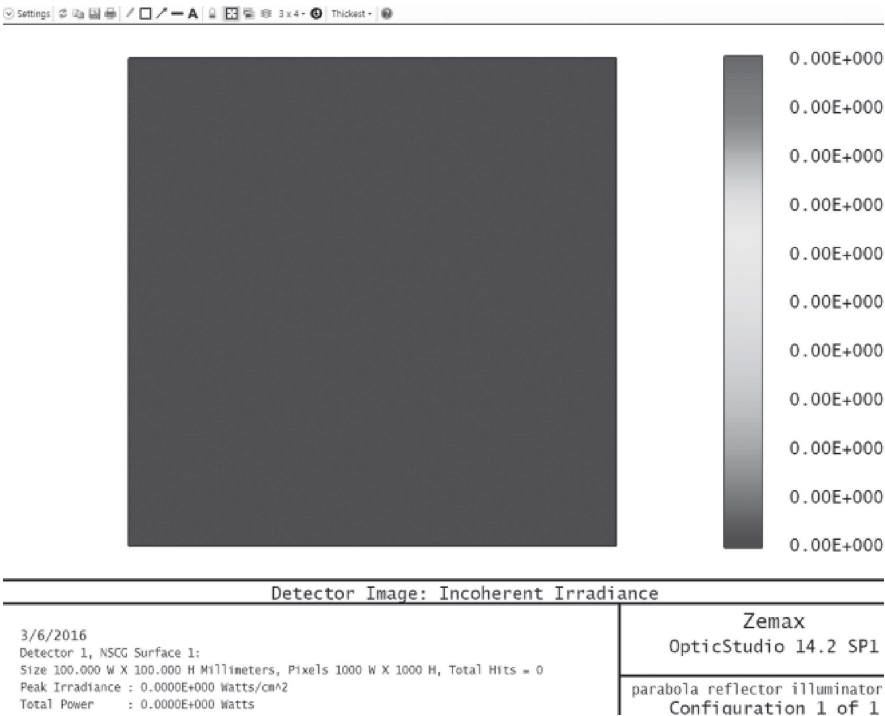 Settings 3 x 4 Thickest
0.00E+000
0.00E+000
0.00E+000
0.00E+000
0.00E+000
0.00E+000
0.00E+000
0.00E+000
0.00E+000
0.00E+000
0.00E+000
Detector Image: Incoherent Irradiance
3/6/2016
Detector 1, NSCG Surface 1:
Size 100.000 W X 100.000 H Millimeters, Pixels 1000 W X 1000 H, Total Hits = 0
Peak Irradiance : 0.0000E+000 Watts/cm^2
Total Power : 0.0000E+000 Watts
Zemax
OpticStudio 14.2 SP1
parabola reflector illuminator
Configuration 1 of 1